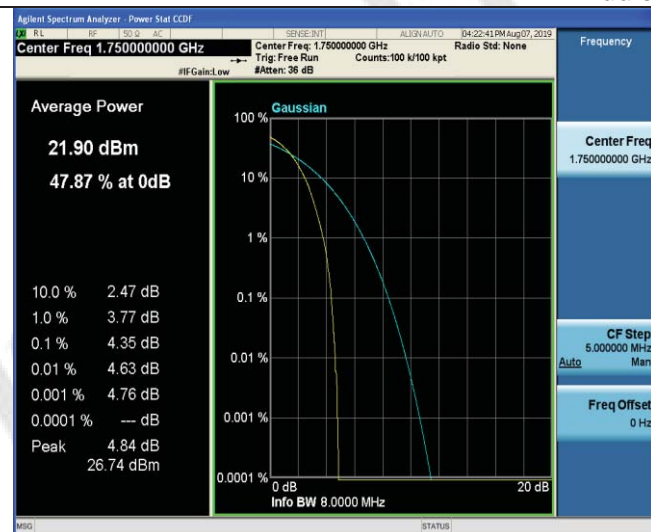 Agilent Spectrum Analyzer - Power Stat CCDF
RL RF 50 Ω AC SENSE:INT ALIGN AUTO 04:22:41 PM Aug 07, 2019
Center Freq 1.750000000 GHz
Center Freq: 1.750000000 GHz Radio Std: None
Trig: Free Run Counts:100 k/100 kpt
#IFGain:Low #Atten: 36 dB
Frequency
Average Power
21.90 dBm
47.87 % at 0dB
10.0 % 2.47 dB
1.0 % 3.77 dB
0.1 % 4.35 dB
0.01 % 4.63 dB
0.001 % 4.76 dB
0.0001 % --- dB
Peak 4.84 dB
26.74 dBm
Gaussian
100 %
10 %
1 %
0.1 %
0.01 %
0.001 %
0.0001 %
0 dB 20 dB
Info BW 8.0000 MHz
Center Freq
1.750000000 GHz
CF Step
5.000000 MHz
Auto Man
Freq Offset
0 Hz
MSG STATUS